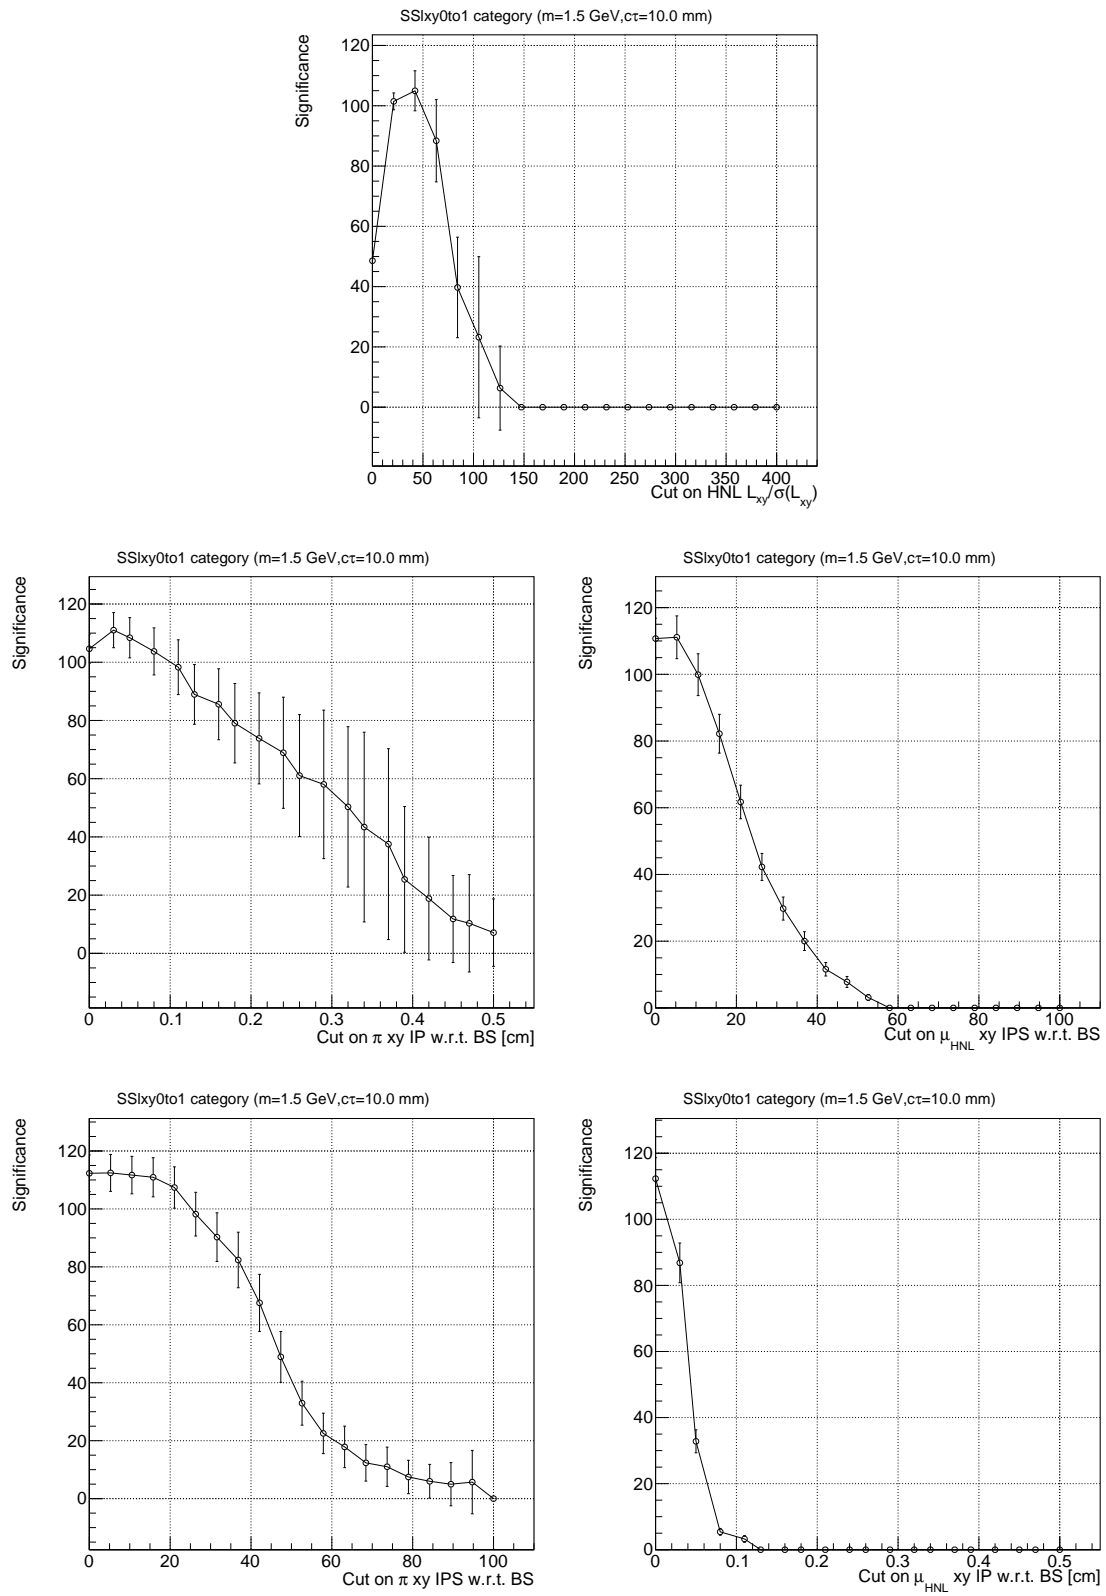 SSlxy0to1 category (m=1.5 GeV,cτ=10.0 mm)
Significance
120
100
80
60
40
20
0
0 50 100 150 200 250 300 350 400
Cut on HNL L_xy/σ(L_xy)
SSlxy0to1 category (m=1.5 GeV,cτ=10.0 mm)
Significance
120
100
80
60
40
20
0
0 0.1 0.2 0.3 0.4 0.5
Cut on π xy IP w.r.t. BS [cm]
SSlxy0to1 category (m=1.5 GeV,cτ=10.0 mm)
Significance
120
100
80
60
40
20
0
0 20 40 60 80 100
Cut on μ_HNL xy IPS w.r.t. BS
SSlxy0to1 category (m=1.5 GeV,cτ=10.0 mm)
Significance
120
100
80
60
40
20
0
0 20 40 60 80 100
Cut on π xy IPS w.r.t. BS
SSlxy0to1 category (m=1.5 GeV,cτ=10.0 mm)
Significance
120
100
80
60
40
20
0
0 0.1 0.2 0.3 0.4 0.5
Cut on μ_HNL xy IP w.r.t. BS [cm]